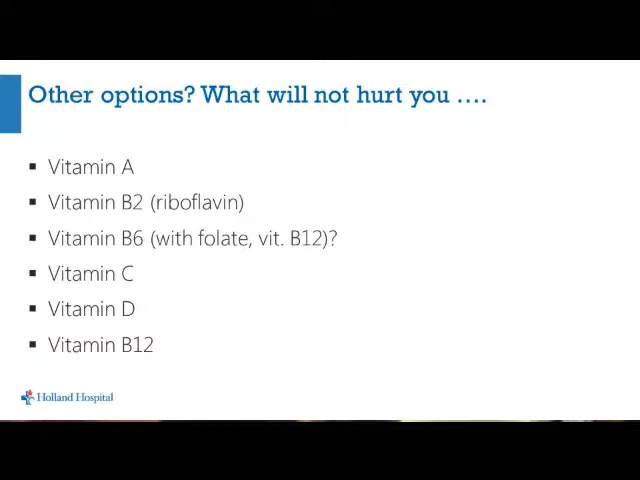 Other options? What will not hurt you ....
▪ Vitamin A
▪ Vitamin B2 (riboflavin)
▪ Vitamin B6 (with folate, vit. B12)?
▪ Vitamin C
▪ Vitamin D
▪ Vitamin B12
Holland Hospital